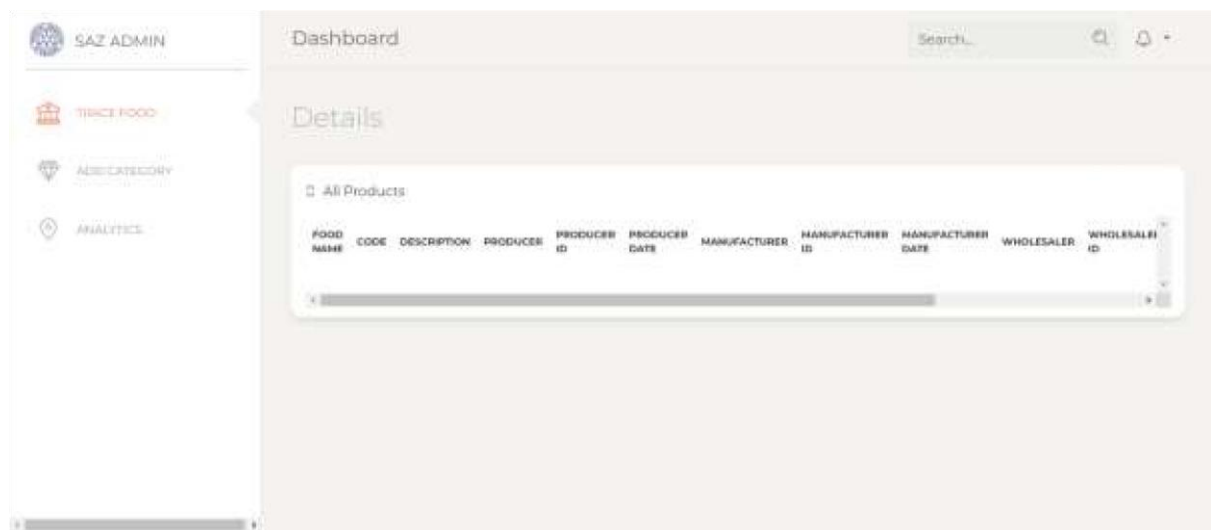 SAZ ADMIN
Dashboard
Search...
TRACE FOOD
Details
ADD CATEGORY
All Products
ANALYTICS
FOOD NAME CODE DESCRIPTION PRODUCER PRODUCER ID PRODUCER DATE MANUFACTURER MANUFACTURER ID MANUFACTURER DATE WHOLESALER WHOLESALER ID